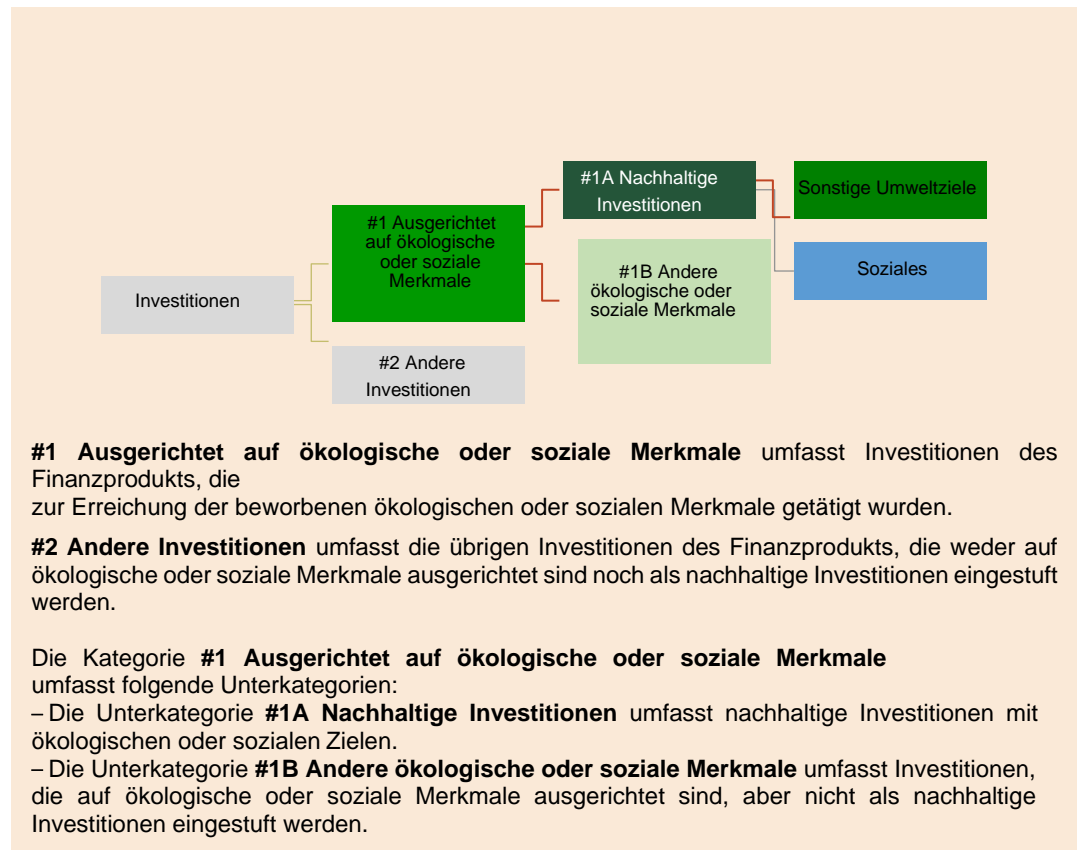 #1A Nachhaltige
Investitionen
Sonstige Umweltziele
#1 Ausgerichtet
auf ökologische
oder soziale
Merkmale
#1B Andere
ökologische oder
soziale Merkmale
Soziales
Investitionen
#2 Andere
Investitionen
#1 Ausgerichtet auf ökologische oder soziale Merkmale umfasst Investitionen des
Finanzprodukts, die
zur Erreichung der beworbenen ökologischen oder sozialen Merkmale getätigt wurden.
#2 Andere Investitionen umfasst die übrigen Investitionen des Finanzprodukts, die weder auf
ökologische oder soziale Merkmale ausgerichtet sind noch als nachhaltige Investitionen eingestuft
werden.
Die Kategorie #1 Ausgerichtet auf ökologische oder soziale Merkmale
umfasst folgende Unterkategorien:
– Die Unterkategorie #1A Nachhaltige Investitionen umfasst nachhaltige Investitionen mit
ökologischen oder sozialen Zielen.
– Die Unterkategorie #1B Andere ökologische oder soziale Merkmale umfasst Investitionen,
die auf ökologische oder soziale Merkmale ausgerichtet sind, aber nicht als nachhaltige
Investitionen eingestuft werden.